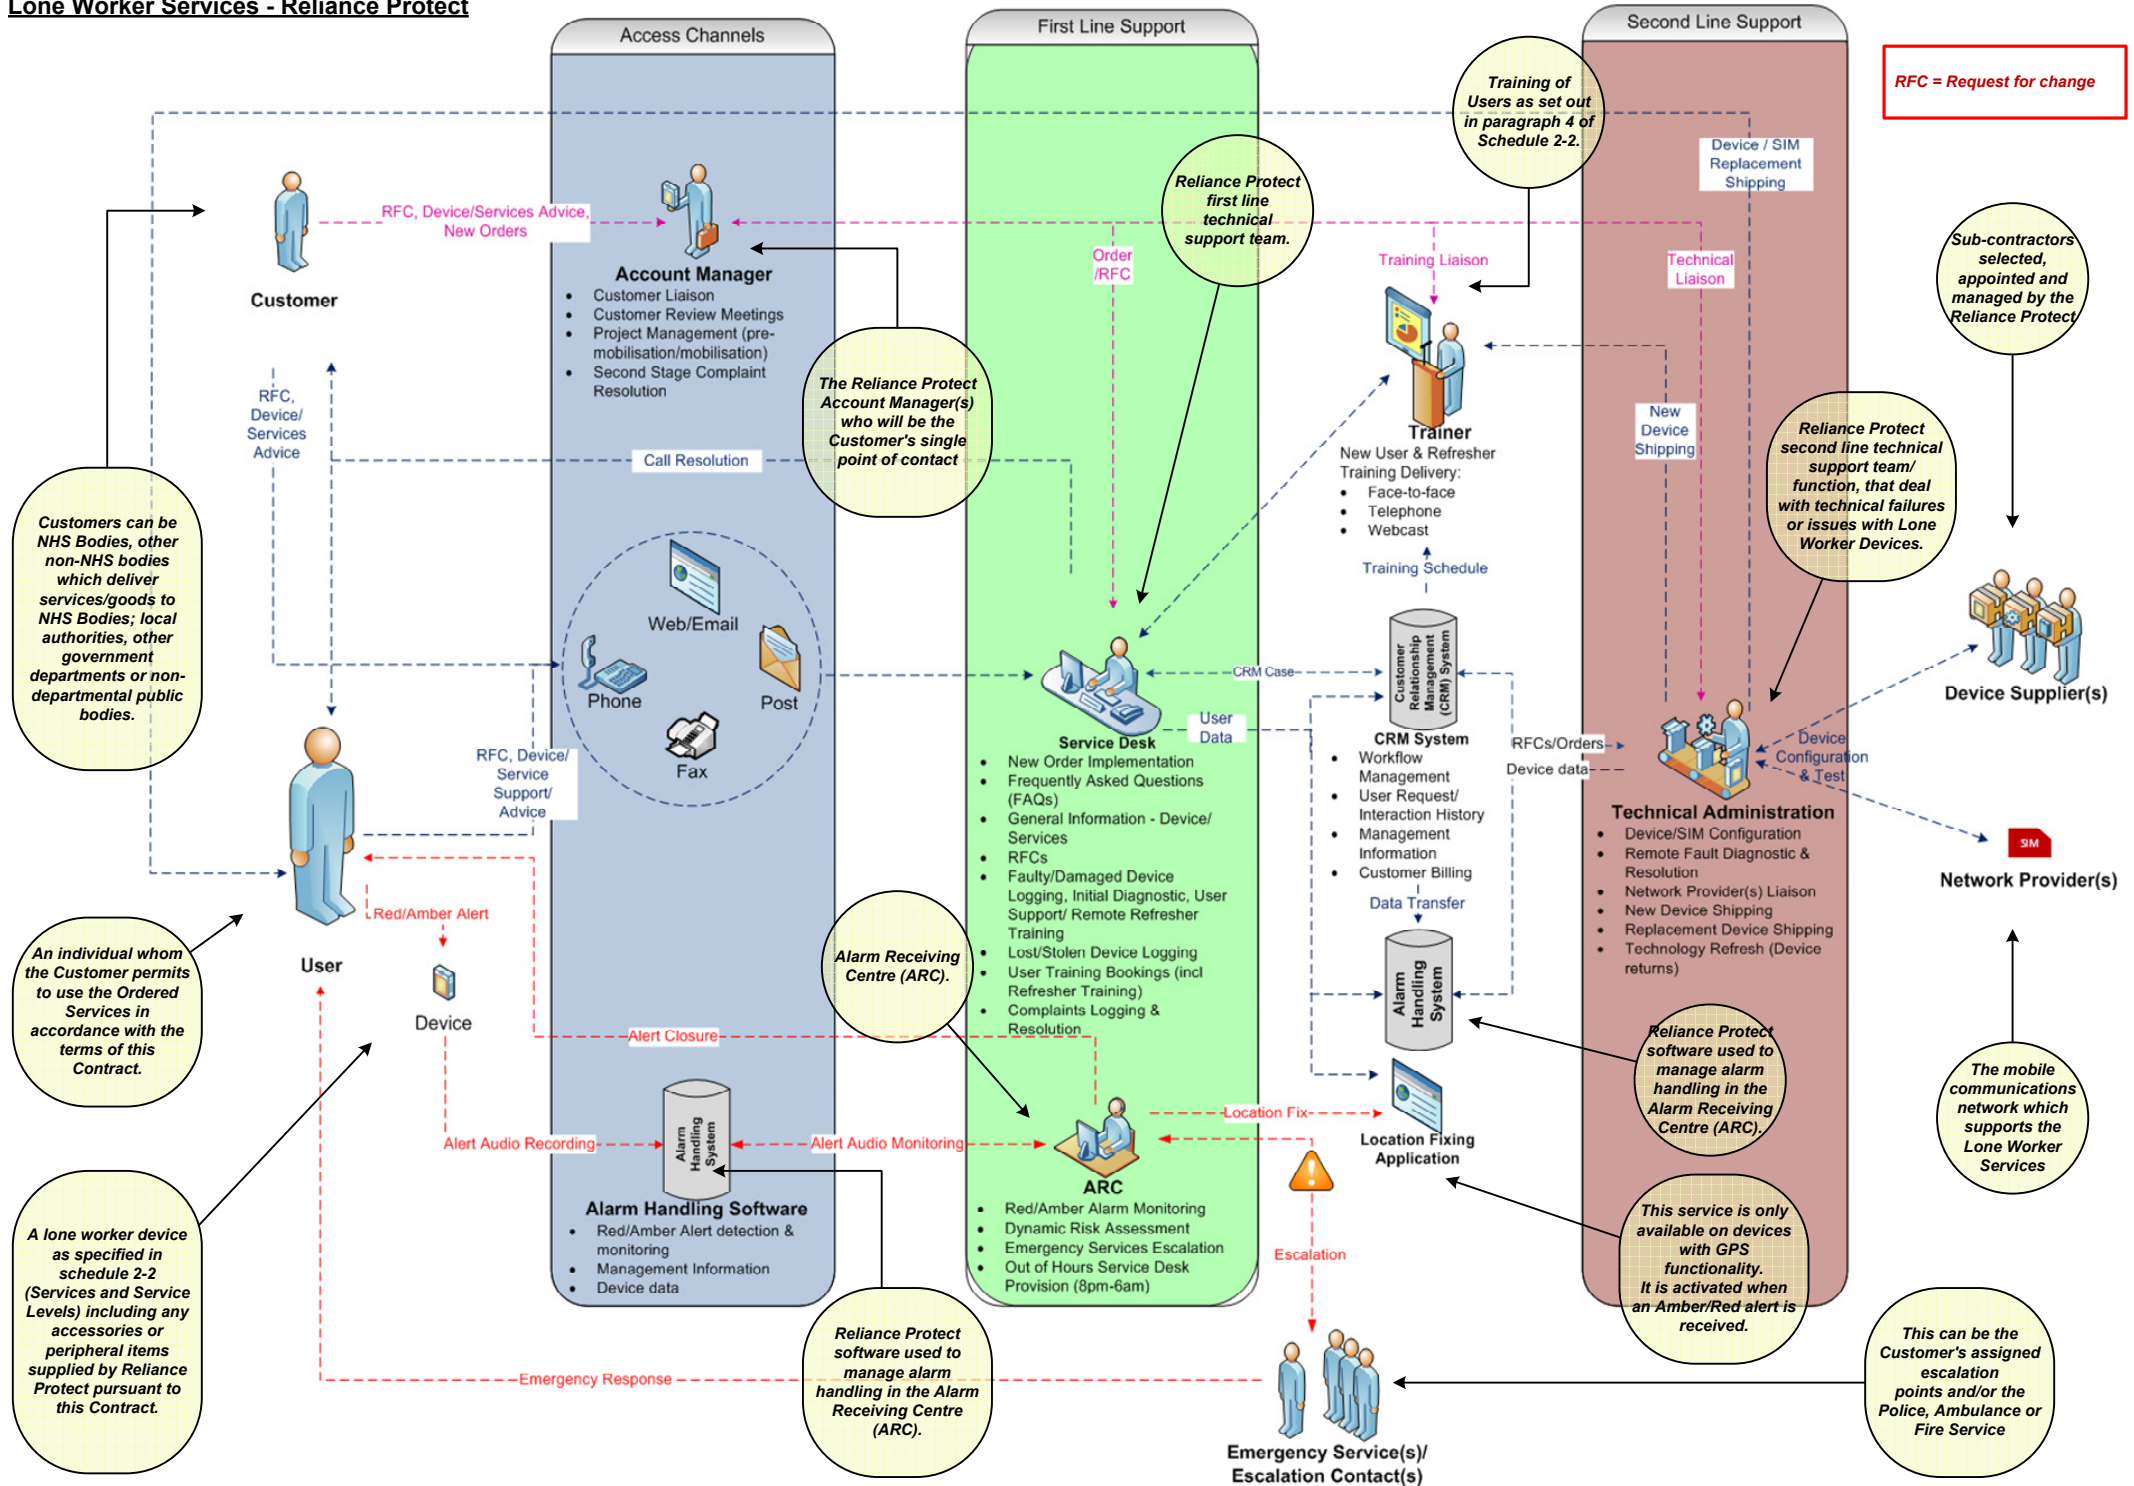 Lone Worker Services - Reliance Protect
Access Channels
First Line Support
Second Line Support
RFC = Request for change
Training of
Users as set out
in paragraph 4 of
Schedule 2-2.
Device / SIM
Replacement
Shipping
Reliance Protect
first line
technical
support team.
RFC, Device/Services Advice,
New Orders
Customer
Account Manager
• Customer Liaison
• Customer Review Meetings
• Project Management (pre-
mobilisation/mobilisation)
• Second Stage Complaint
Resolution
Order
/RFC
Training Liaison
Technical
Liaison
Sub-contractors
selected,
appointed and
managed by the
Reliance Protect
The Reliance Protect
Account Manager(s)
who will be the
Customer's single
point of contact
RFC,
Device/
Services
Advice
Call Resolution
Trainer
New User & Refresher
Training Delivery:
• Face-to-face
• Telephone
• Webcast
New
Device
Shipping
Reliance Protect
second line technical
support team/
function, that deal
with technical failures
or issues with Lone
Worker Devices.
Customers can be
NHS Bodies, other
non-NHS bodies
which deliver
services/goods to
NHS Bodies; local
authorities, other
government
departments or non-
departmental public
bodies.
Web/Email
Phone
Post
Fax
Training Schedule
Customer
Relationship
Management
(CRM) System
CRM Case
User
Data
Device Supplier(s)
RFC, Device/
Service
Support/
Advice
Service Desk
• New Order Implementation
• Frequently Asked Questions
(FAQs)
• General Information - Device/
Services
• RFCs
• Faulty/Damaged Device
Logging, Initial Diagnostic, User
Support/ Remote Refresher
Training
• Lost/Stolen Device Logging
• User Training Bookings (incl
Refresher Training)
• Complaints Logging &
Resolution
CRM System
• Workflow
Management
• User Request/
Interaction History
• Management
Information
• Customer Billing
RFCs/Orders
Device data
Device
Configuration
& Test
Technical Administration
• Device/SIM Configuration
• Remote Fault Diagnostic &
Resolution
• Network Provider(s) Liaison
• New Device Shipping
• Replacement Device Shipping
• Technology Refresh (Device
returns)
SIM
Network Provider(s)
Data Transfer
Red/Amber Alert
An individual whom
the Customer permits
to use the Ordered
Services in
accordance with the
terms of this
Contract.
User
Device
Alarm Receiving
Centre (ARC).
Alarm
Handling
System
Alert Closure
Reliance Protect
software used to
manage alarm
handling in the
Alarm Receiving
Centre (ARC).
The mobile
communications
network which
supports the
Lone Worker
Services
Alert Audio Recording
Alarm
Handling
System
Alert Audio Monitoring
Location Fix
Location Fixing
Application
Alarm Handling Software
• Red/Amber Alert detection &
monitoring
• Management Information
• Device data
ARC
• Red/Amber Alarm Monitoring
• Dynamic Risk Assessment
• Emergency Services Escalation
• Out of Hours Service Desk
Provision (8pm-6am)
Escalation
This service is only
available on devices
with GPS
functionality.
It is activated when
an Amber/Red alert is
received.
A lone worker device
as specified in
schedule 2-2
(Services and Service
Levels) including any
accessories or
peripheral items
supplied by Reliance
Protect pursuant to
this Contract.
Reliance Protect
software used to
manage alarm
handling in the Alarm
Receiving Centre
(ARC).
Emergency Response
This can be the
Customer's assigned
escalation
points and/or the
Police, Ambulance or
Fire Service
Emergency Service(s)/
Escalation Contact(s)